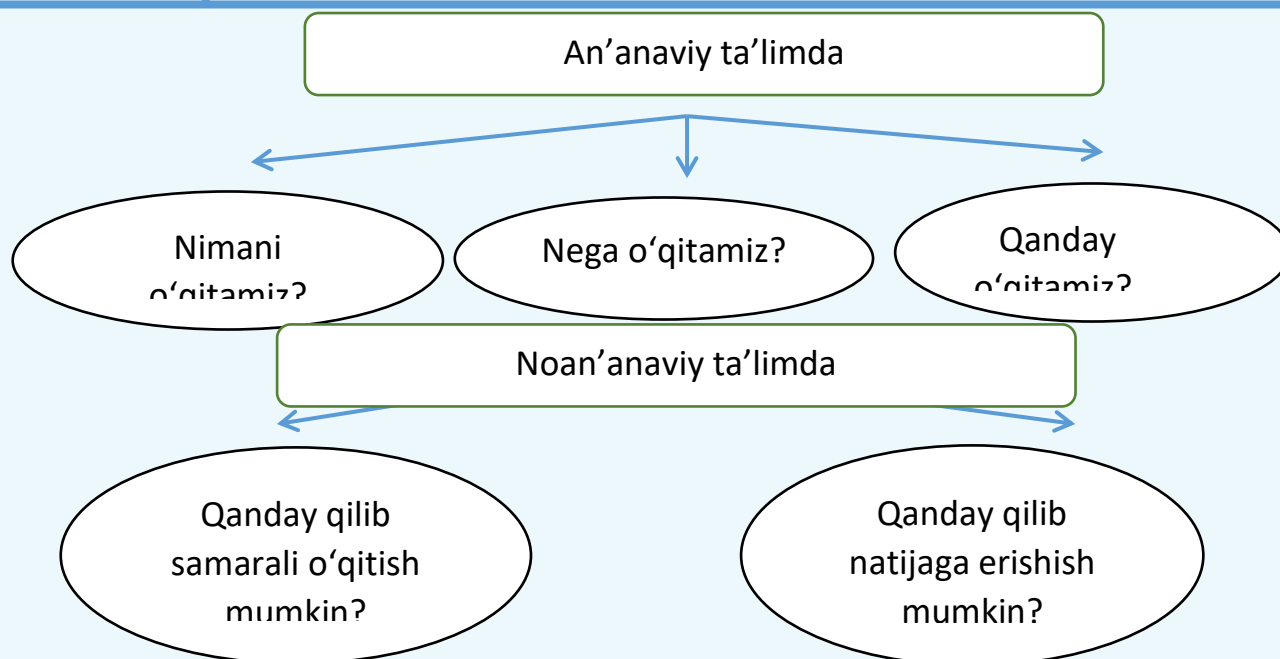 An’anaviy ta’limda
Nimani
o‘qitamiz?
Nega o‘qitamiz?
Qanday
o‘qitamiz?
Noan’anaviy ta’limda
Qanday qilib
samarali o‘qitish
mumkin?
Qanday qilib
natijaga erishish
mumkin?